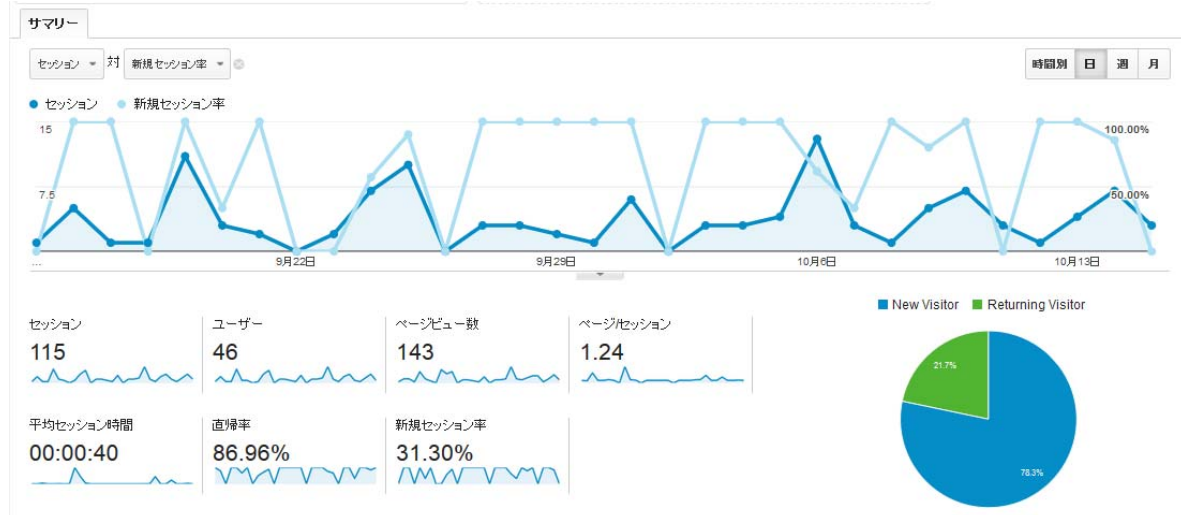 サマリー
セッション 対 新規セッション率
時間別 日 週 月
セッション 新規セッション率
15
100.00%
7.5
50.00%
...
9月22日 9月29日 10月6日 10月13日
New Visitor Returning Visitor
セッション ユーザー ページビュー数 ページ/セッション
115 46 143 1.24
21.7%
平均セッション時間 直帰率 新規セッション率
00:00:40 86.96% 31.30%
78.3%